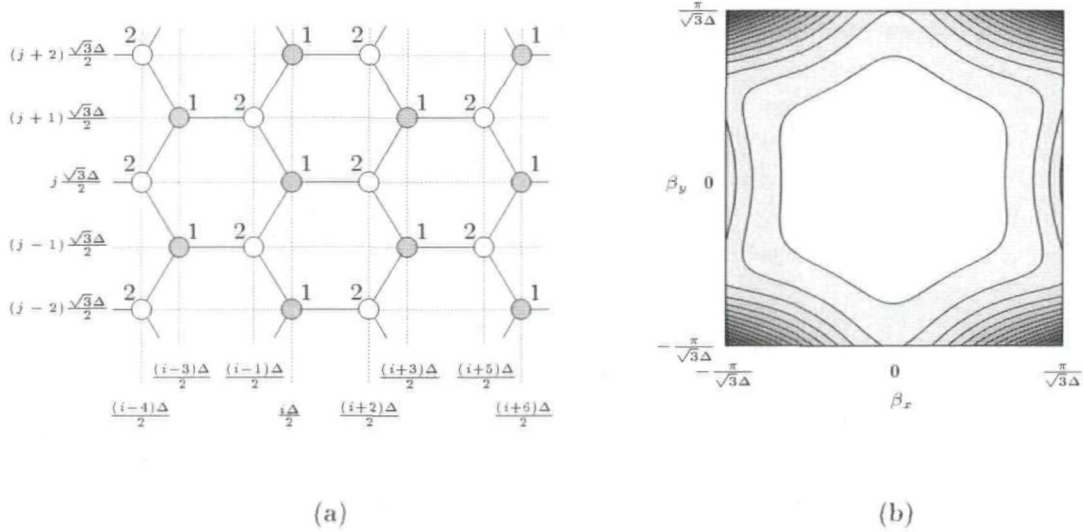 (j + 2) √3Δ/2
(j + 1) √3Δ/2
j √3Δ/2
(j − 1) √3Δ/2
(j − 2) √3Δ/2
2 1 2 1
1 2 1 2
2 1 2 1
1 2 1 2
2 1 2 1
(i−3)Δ/2 (i−1)Δ/2 (i+3)Δ/2 (i+5)Δ/2
(i−4)Δ/2 iΔ/2 (i+2)Δ/2 (i+6)Δ/2
(a)
π/√3Δ
β_y 0
−π/√3Δ
−π/√3Δ 0 π/√3Δ
β_x
(b)